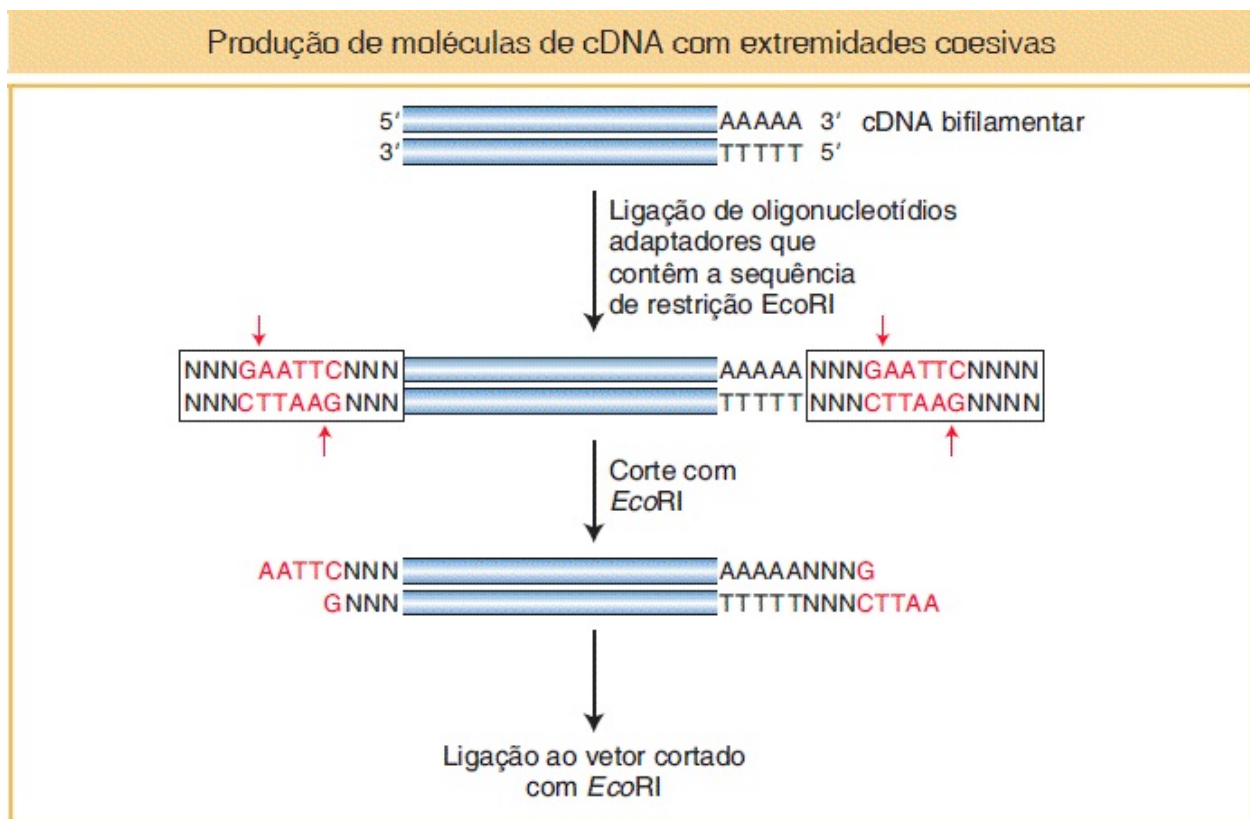 Produção de moléculas de cDNA com extremidades coesivas
5′ AAAAA 3′ cDNA bifilamentar
3′ TTTTT 5′
Ligação de oligonucleotídios
adaptadores que
contêm a sequência
de restrição EcoRI
NNNGAATTCNNN AAAAA NNNGAATTCNNNN
NNNCTTAAGNNN TTTTT NNNCTTAAGNNNN
Corte com
EcoRI
AATTCNNN AAAAANNNG
GNNN TTTTTNNNCTTAA
Ligação ao vetor cortado
com EcoRI